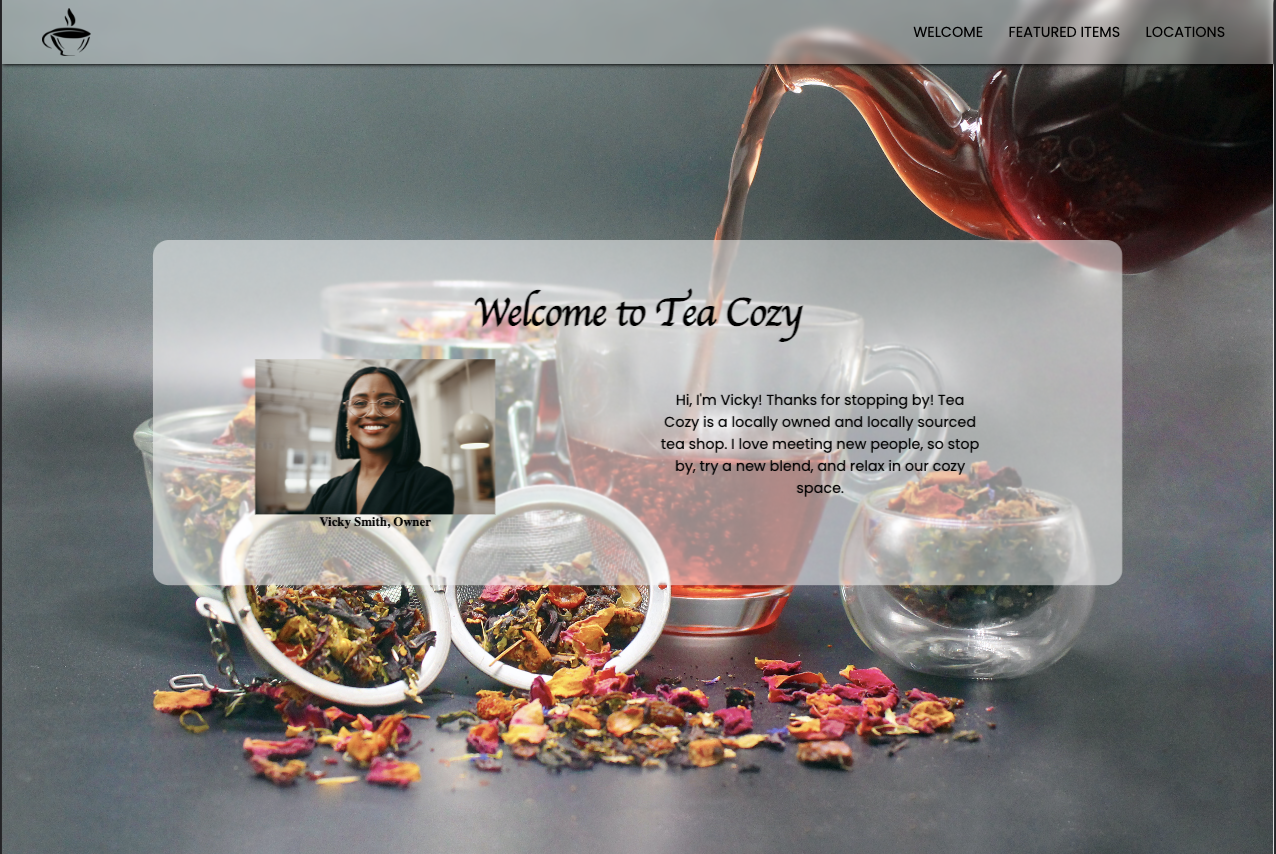 WELCOME FEATURED ITEMS LOCATIONS
Welcome to Tea Cozy
Vicky Smith, Owner
Hi, I'm Vicky! Thanks for stopping by! Tea
Cozy is a locally owned and locally sourced
tea shop. I love meeting new people, so stop
by, try a new blend, and relax in our cozy
space.